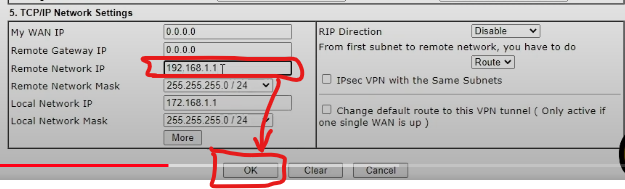 5. TCP/IP Network Settings
My WAN IP 0.0.0.0
Remote Gateway IP 0.0.0.0
Remote Network IP 192.168.1.1
Remote Network Mask 255.255.255.0 / 24
Local Network IP 172.168.1.1
Local Network Mask 255.255.255.0 / 24
More
RIP Direction Disable
From first subnet to remote network, you have to do
Route
IPsec VPN with the Same Subnets
Change default route to this VPN tunnel ( Only active if
one single WAN is up )
OK Clear Cancel